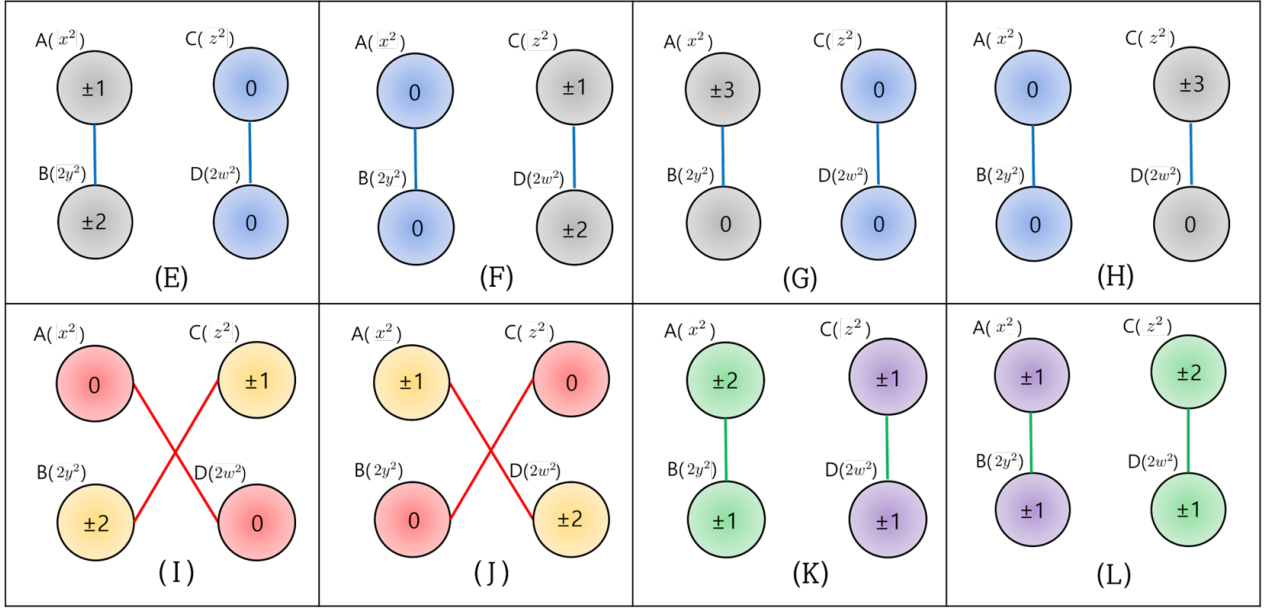 A( x² ) C( z² ) A( x² ) C( z² ) A( x² ) C( z² ) A( x² ) C( z² )
±1 0 0 ±1 ±3 0 0 ±3
B( 2y² ) D( 2w² ) B( 2y² ) D( 2w² ) B( 2y² ) D( 2w² ) B( 2y² ) D( 2w² )
±2 0 0 ±2 0 0 0 0
(E) (F) (G) (H)
A( x² ) C( z² ) A( x² ) C( z² ) A( x² ) C( z² ) A( x² ) C( z² )
0 ±1 ±1 0 ±2 ±1 ±1 ±2
B( 2y² ) D( 2w² ) B( 2y² ) D( 2w² ) B( 2y² ) D( 2w² ) B( 2y² ) D( 2w² )
±2 0 0 ±2 ±1 ±1 ±1 ±1
(I) (J) (K) (L)